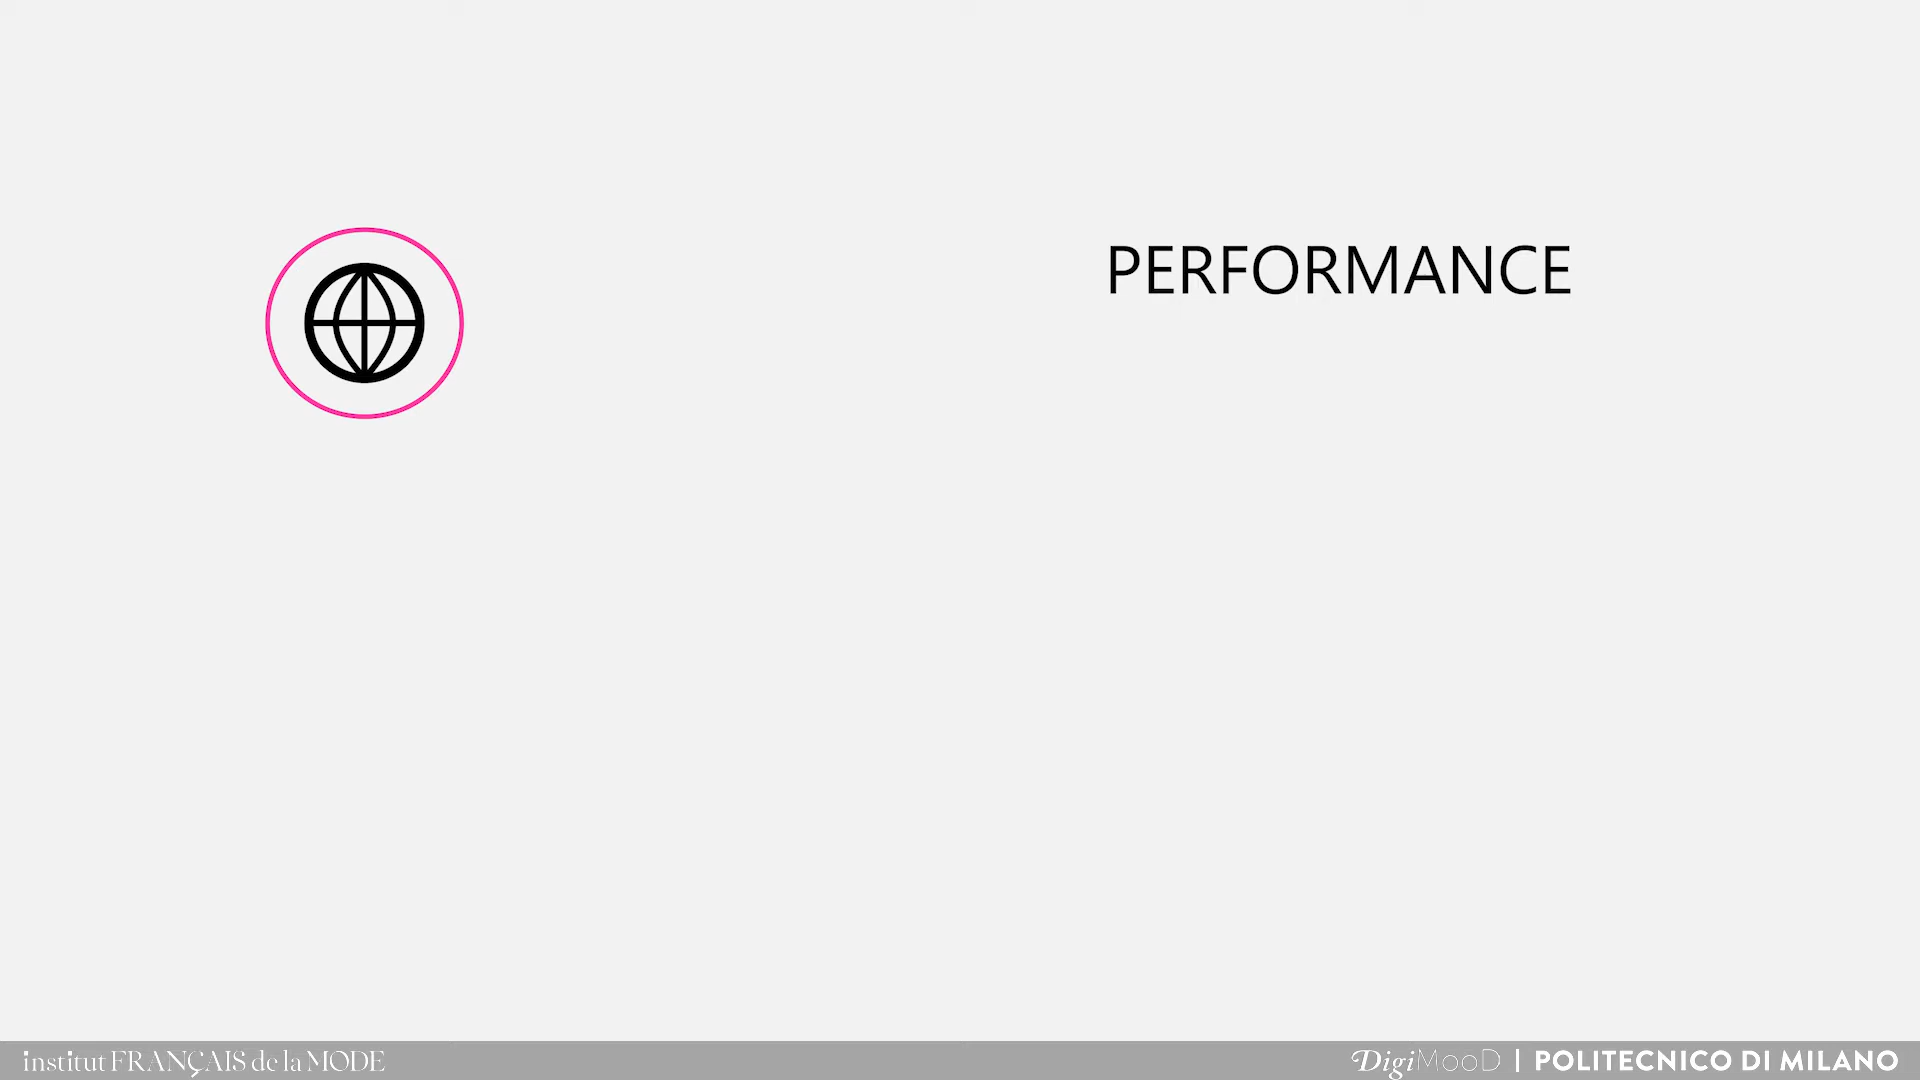 PERFORMANCE
institut FRANÇAIS de la MODE
DigiMooD | POLITECNICO DI MILANO